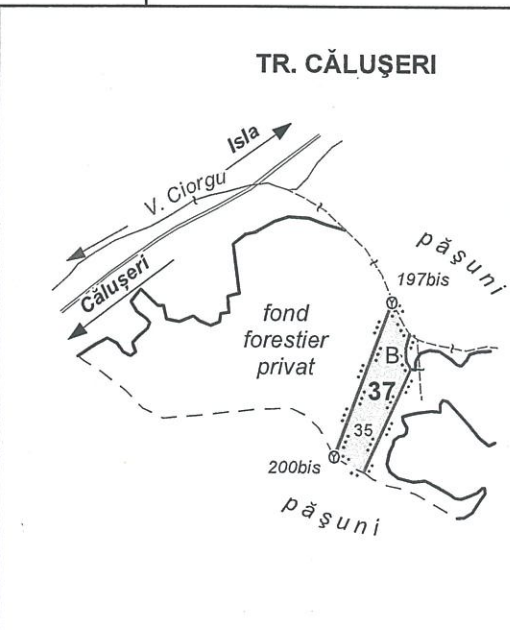 TR. CĂLUŞERI
Isla
V. Ciorgu
Căluşeri
păşuni
197bis
fond
forestier
privat
B
37
35
200bis
păşuni